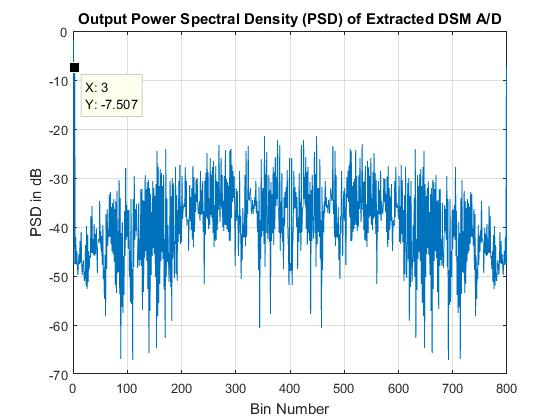 Output Power Spectral Density (PSD) of Extracted DSM A/D
0
-10
-20
-30
-40
-50
-60
-70
PSD in dB
X: 3
Y: -7.507
0 100 200 300 400 500 600 700 800
Bin Number